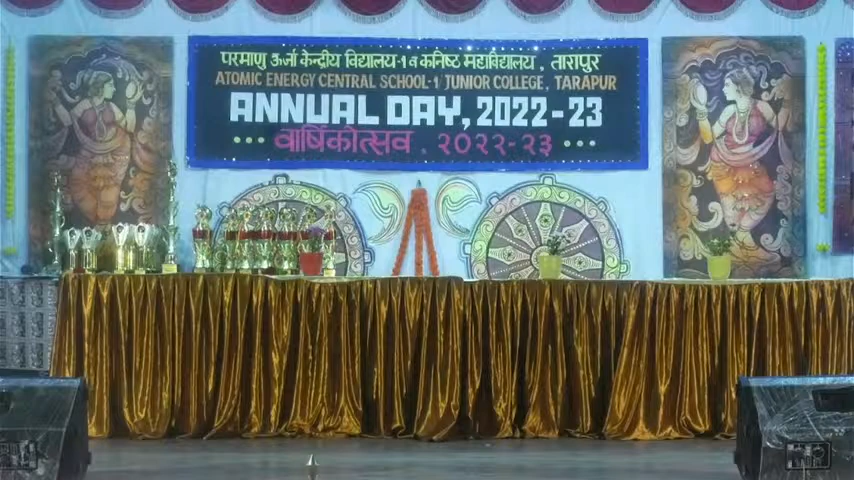 परमाणु ऊर्जा केन्द्रीय विद्यालय-१ व कनिष्ट महाविद्यालय, तारापुर
ATOMIC ENERGY CENTRAL SCHOOL-1 JUNIOR COLLEGE, TARAPUR
ANNUAL DAY, 2022-23
वार्षिकोत्सव . २०२२-२३